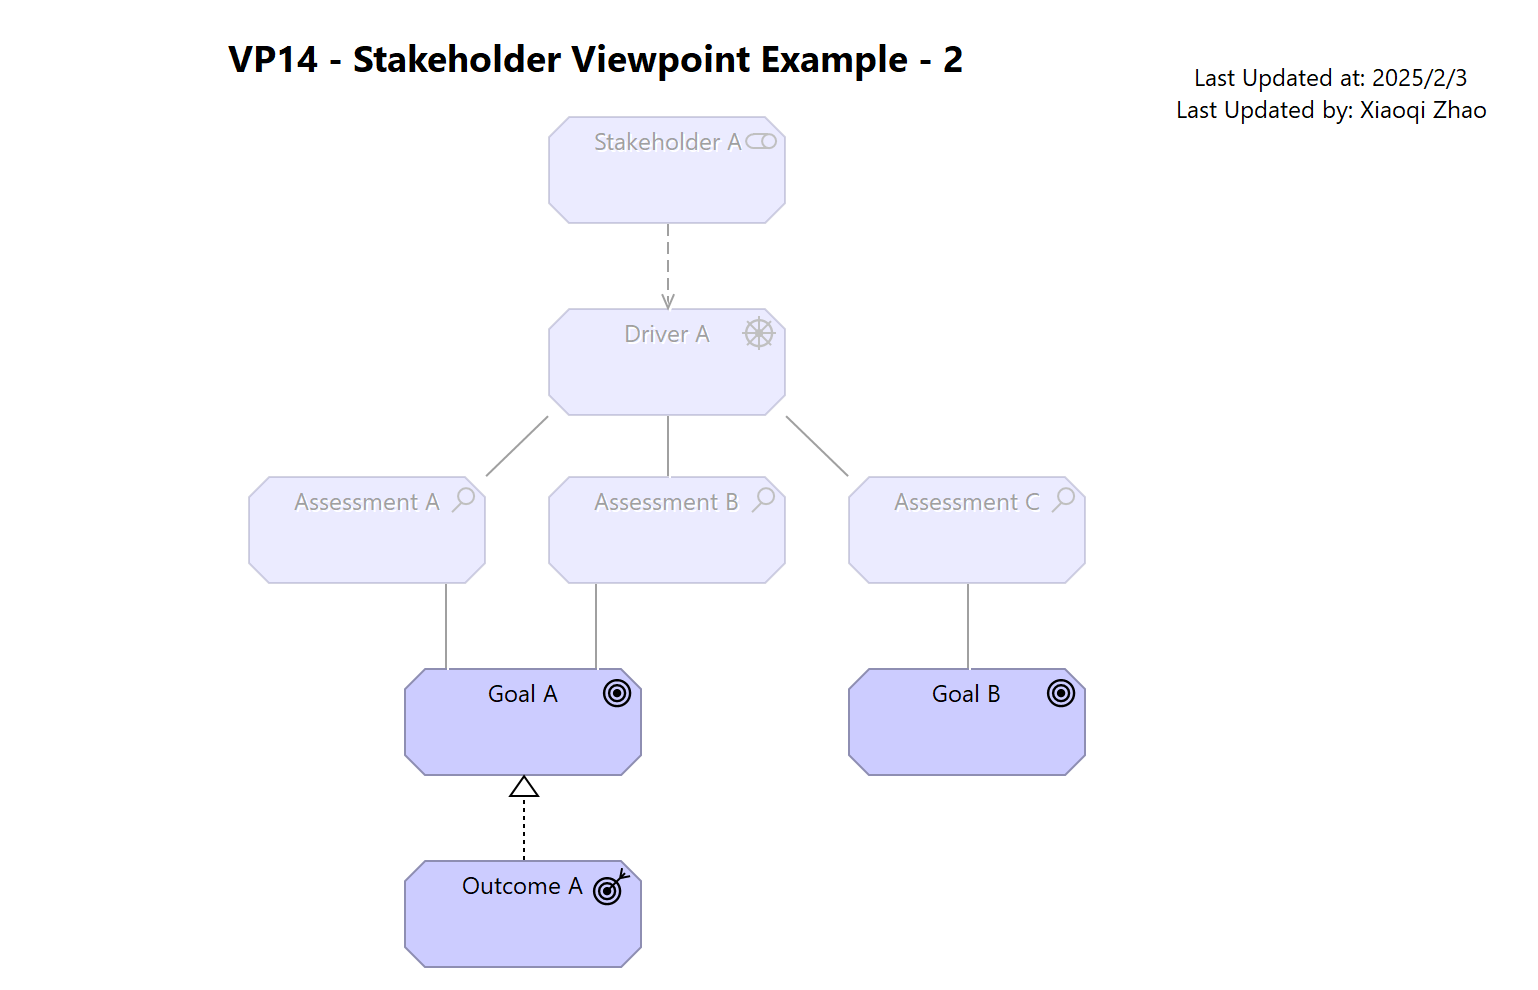 VP14 - Stakeholder Viewpoint Example - 2
Last Updated at: 2025/2/3
Last Updated by: Xiaoqi Zhao
Stakeholder A
Driver A
Assessment A
Assessment B
Assessment C
Goal A
Goal B
Outcome A